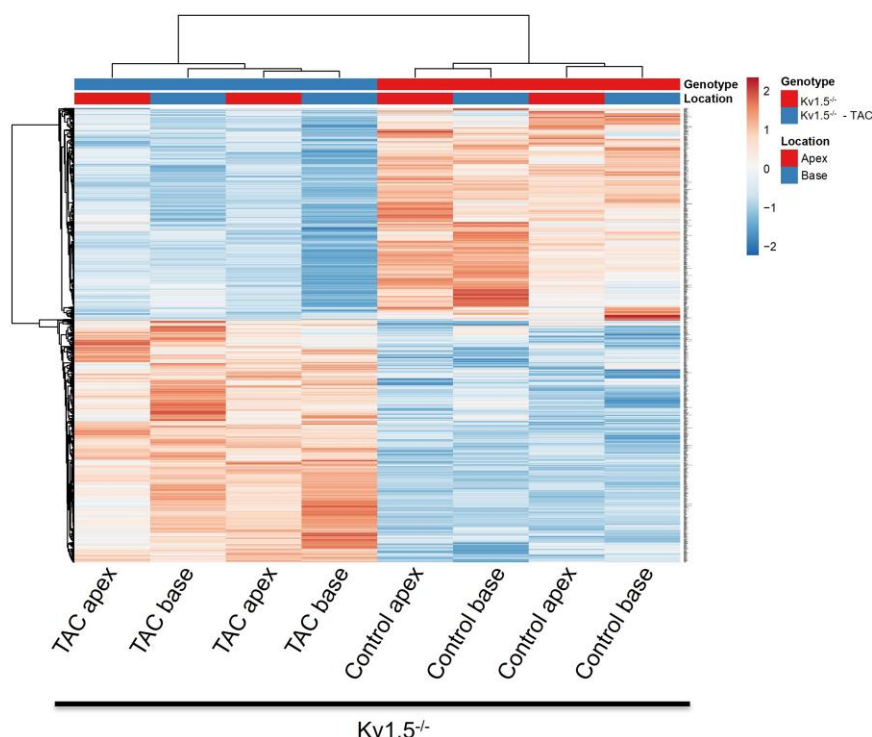 Genotype
Location
2
1
0
−1
−2
Genotype
Kv1.5-/-
Kv1.5-/- - TAC
Location
Apex
Base
TAC apex
TAC base
TAC apex
TAC base
Control apex
Control base
Control apex
Control base
Kv1.5-/-